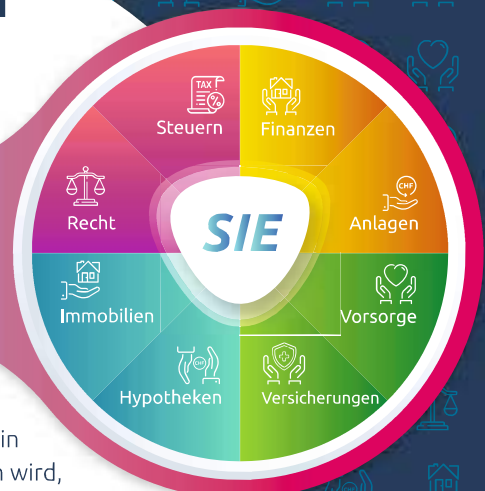 TAX
Steuern
Finanzen
CHF
Recht
SIE
Anlagen
Immobilien
Vorsorge
CHF
Hypotheken
Versicherungen
in
wird,